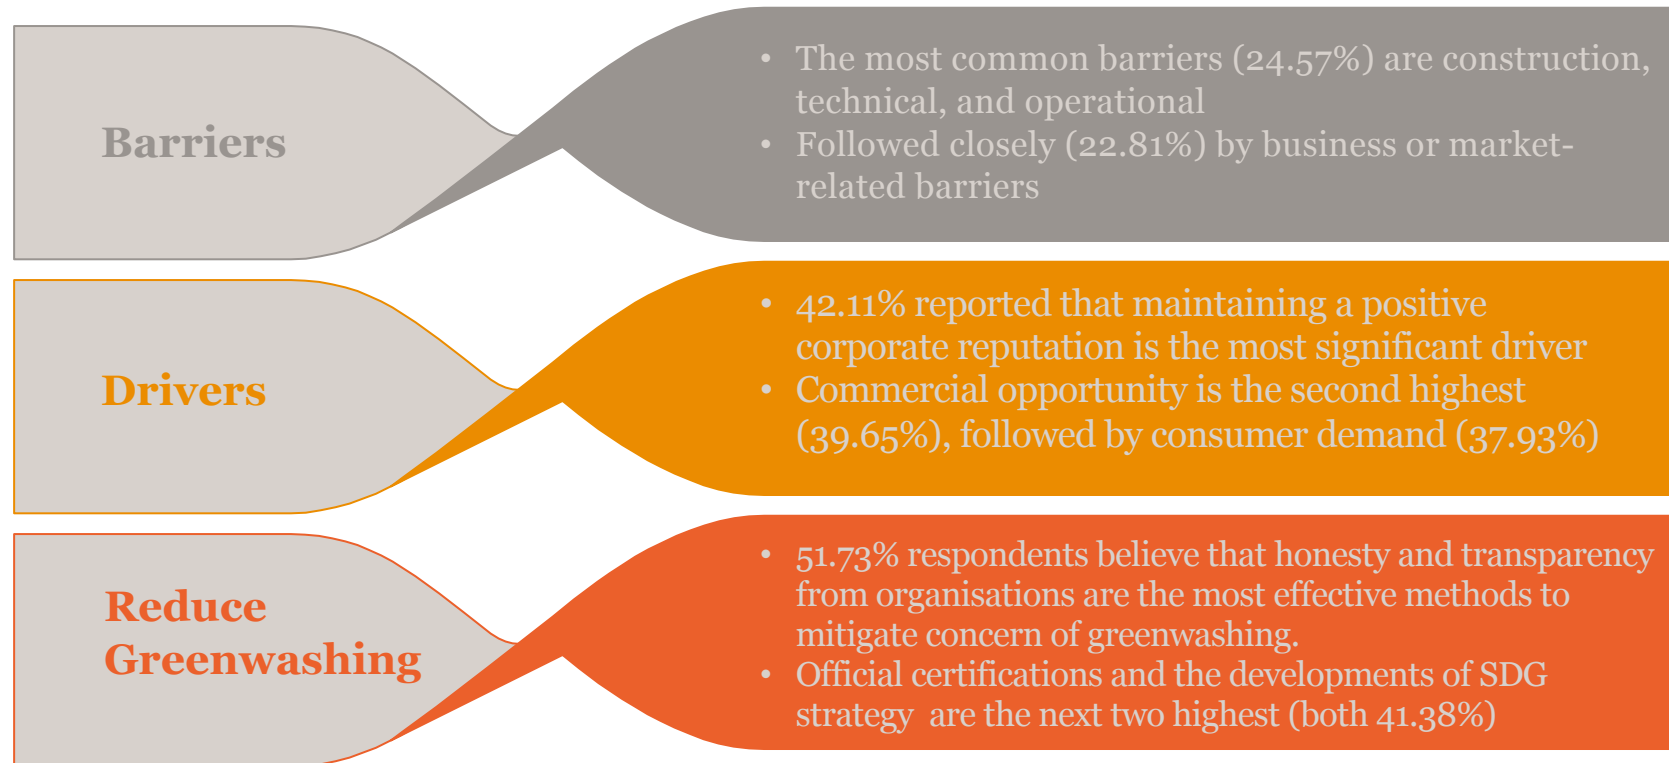 Barriers
• The most common barriers (24.57%) are construction,
technical, and operational
• Followed closely (22.81%) by business or market-
related barriers
Drivers
• 42.11% reported that maintaining a positive
corporate reputation is the most significant driver
• Commercial opportunity is the second highest
(39.65%), followed by consumer demand (37.93%)
Reduce
Greenwashing
• 51.73% respondents believe that honesty and transparency
from organisations are the most effective methods to
mitigate concern of greenwashing.
• Official certifications and the developments of SDG
strategy  are the next two highest (both 41.38%)